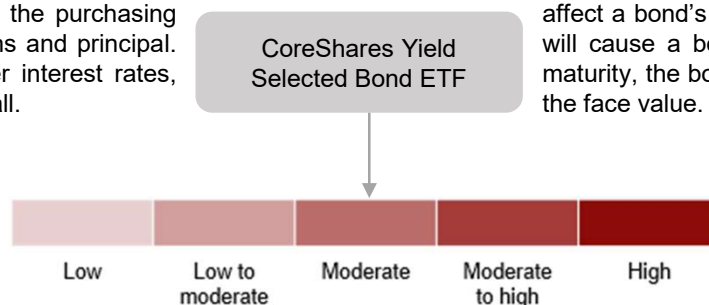 the purchasing
ns and principal.
er interest rates,
all.
CoreShares Yield
Selected Bond ETF
affect a bond's
will cause a b
maturity, the bo
the face value.
Low
Low to
moderate
Moderate
Moderate
to high
High